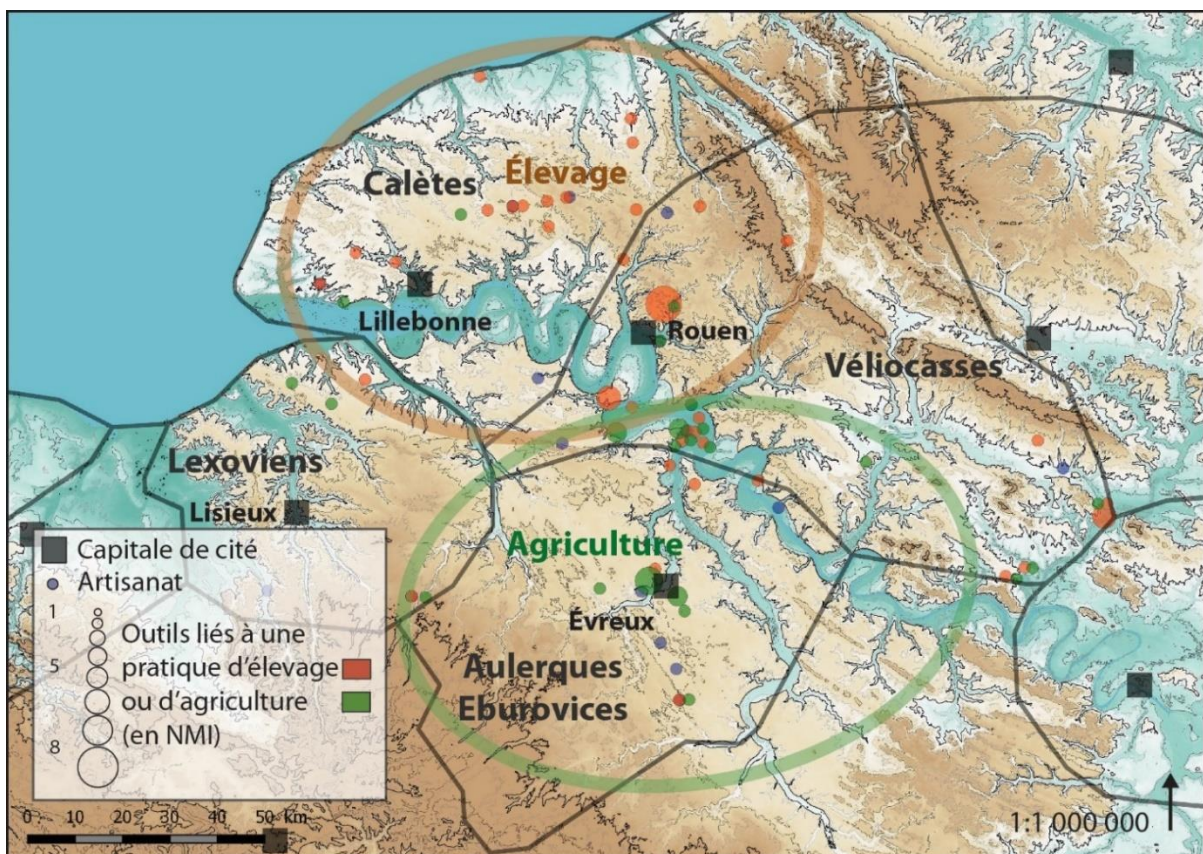 Calètes
Élevage
Lillebonne
Rouen
Véliocasses
Lexoviens
Lisieux
Agriculture
Évreux
Aulerques
Eburovices
Capitale de cité
Artisanat
1
Outils liés à une
pratique d'élevage
5
ou d'agriculture
(en NMI)
8
0 10 20 30 40 50 km
1:1 000 000